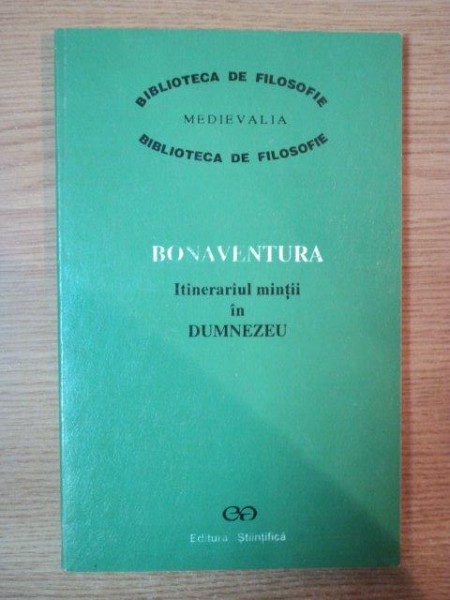 BIBLIOTECA DE FILOSOFIE
MEDIEVALIA
BIBLIOTECA DE FILOSOFIE
BONAVENTURA
Itinerariul minții
în
DUMNEZEU
Editura Științifică